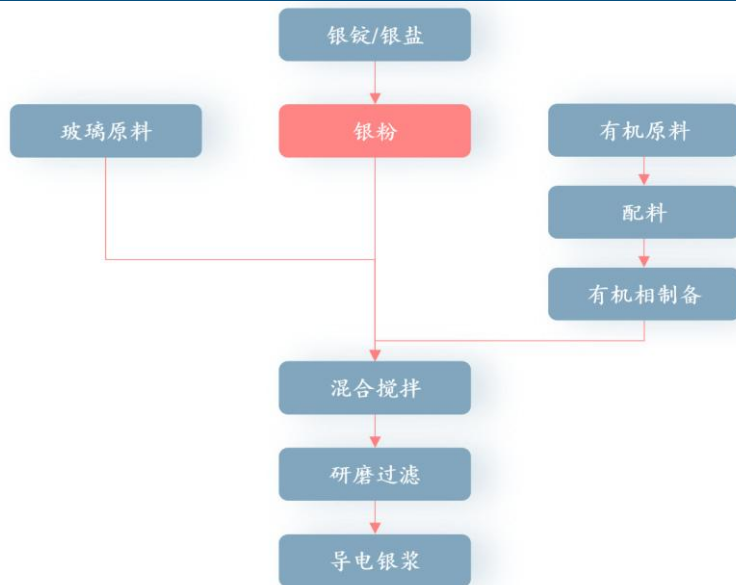 银锭/银盐
玻璃原料
银粉
有机原料
配料
有机相制备
混合搅拌
研磨过滤
导电银浆